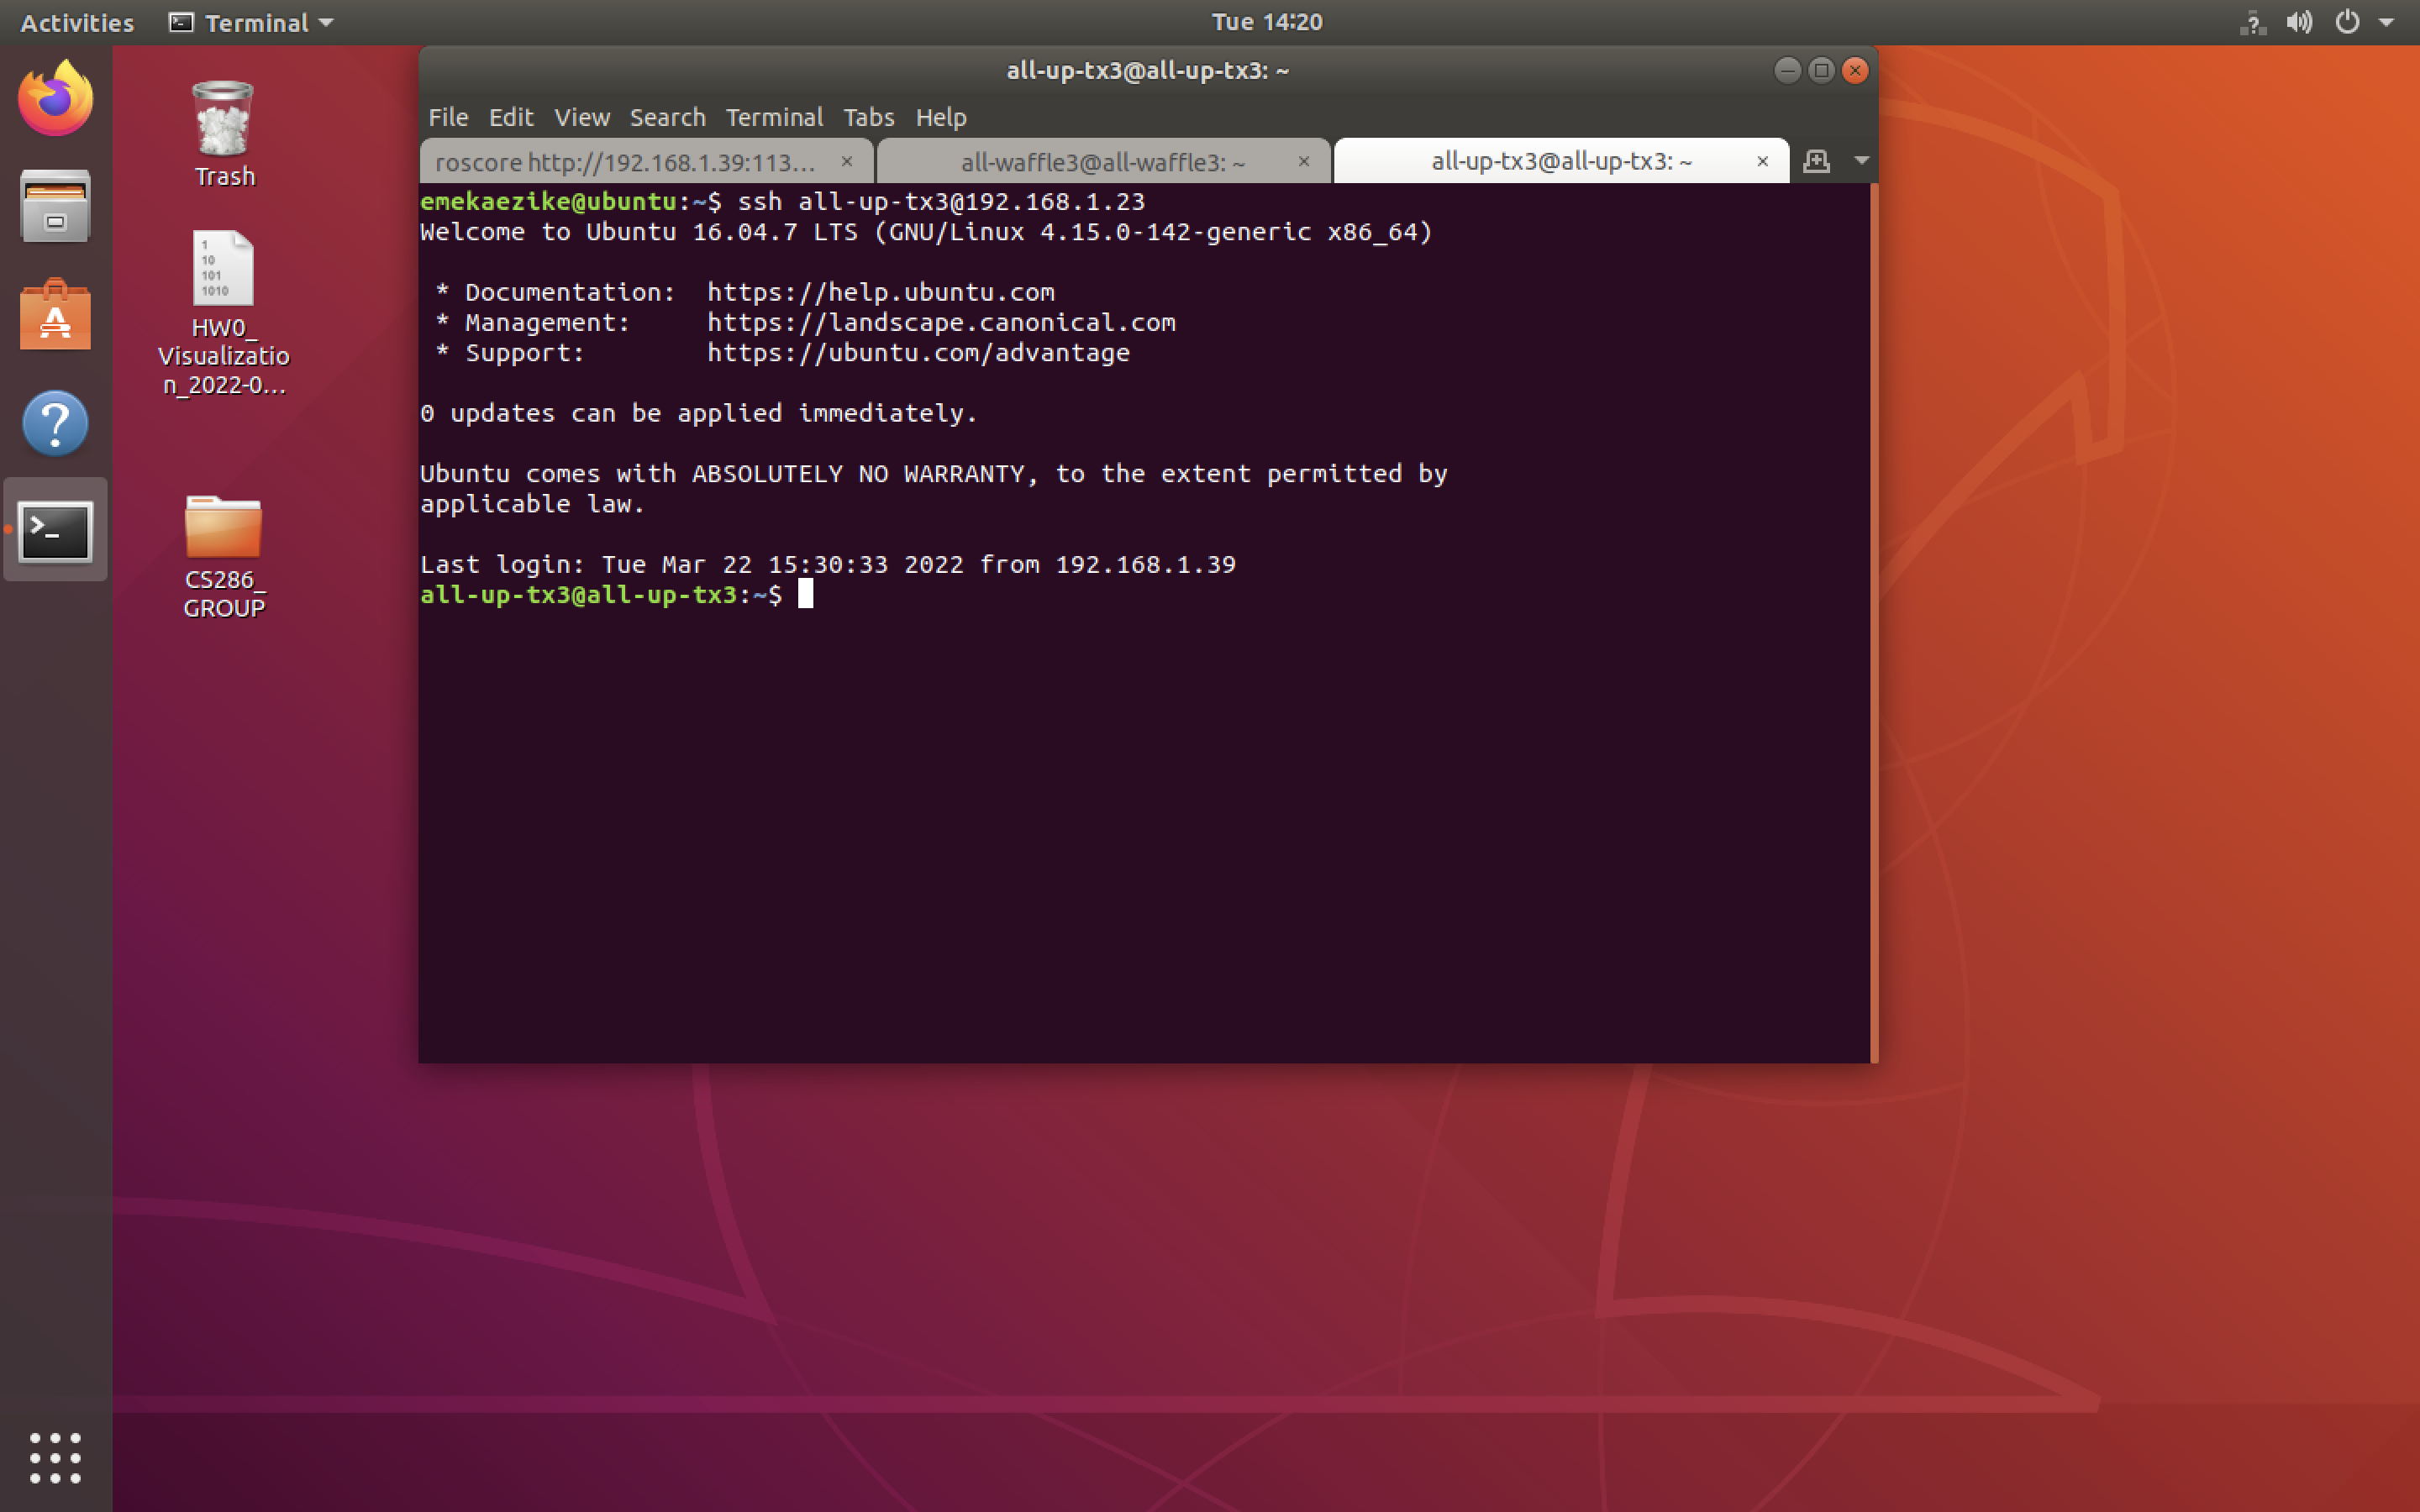 Activities
Terminal
Tue 14:20
all-up-tx3@all-up-tx3: ~
File Edit View Search Terminal Tabs Help
roscore http://192.168.1.39:113...
all-waffle3@all-waffle3: ~
all-up-tx3@all-up-tx3: ~
emekaezike@ubuntu:~$ ssh all-up-tx3@192.168.1.23
Welcome to Ubuntu 16.04.7 LTS (GNU/Linux 4.15.0-142-generic x86_64)
* Documentation:  https://help.ubuntu.com
* Management:     https://landscape.canonical.com
* Support:        https://ubuntu.com/advantage
0 updates can be applied immediately.
Ubuntu comes with ABSOLUTELY NO WARRANTY, to the extent permitted by
applicable law.
Last login: Tue Mar 22 15:30:33 2022 from 192.168.1.39
all-up-tx3@all-up-tx3:~$
Trash
1
10
101
1010
HW0_
Visualizatio
n_2022-0...
CS286_
GROUP